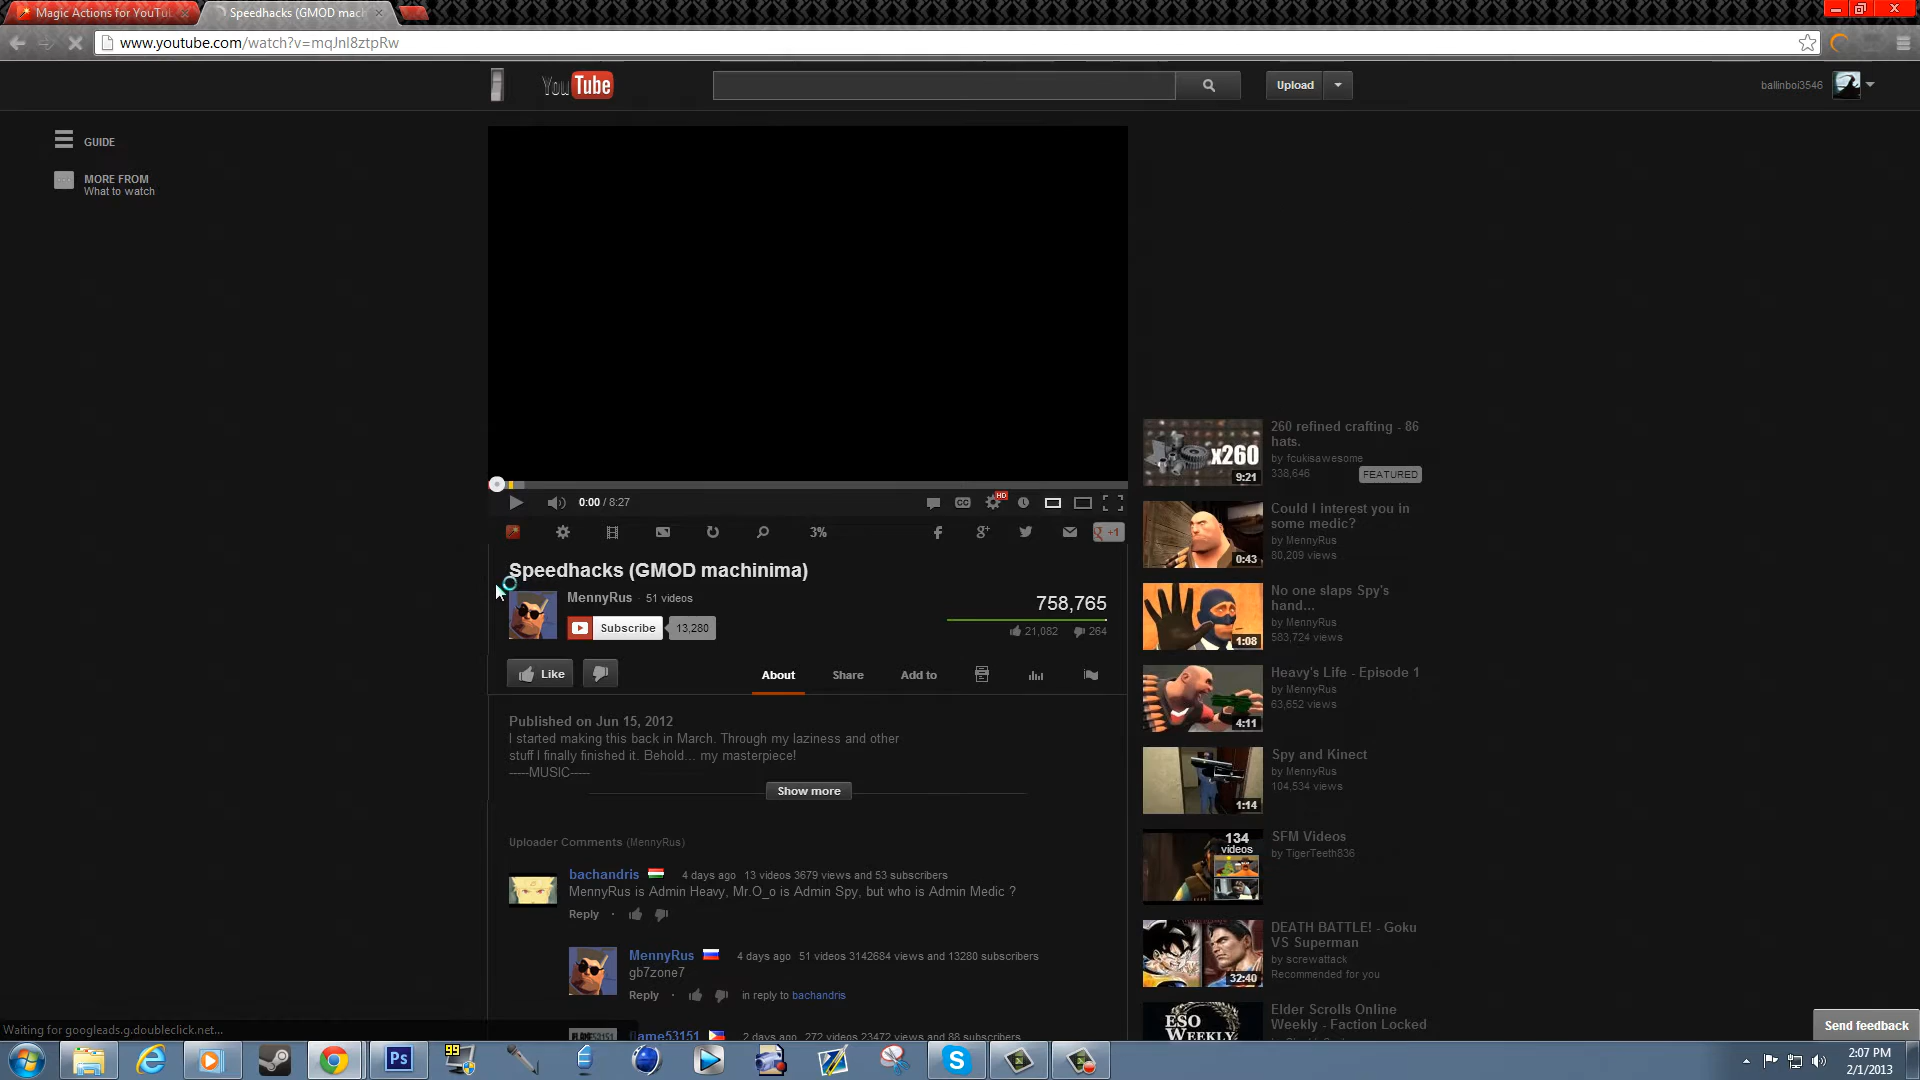 Magic Actions for YouTu
Speedhacks (GMOD mach
www.youtube.com/watch?v=mqJnl8ztpRw
YouTube
Upload
ballinboi3546
GUIDE
MORE FROM
What to watch
0:00 / 8:27
CC
HD
3%
g+
g +1
Speedhacks (GMOD machinima)
MennyRus · 51 videos
Subscribe
13,280
758,765
21,082
264
Like
About
Share
Add to
Published on Jun 15, 2012
I started making this back in March. Through my laziness and other
stuff I finally finished it. Behold... my masterpiece!
-----MUSIC-----
Show more
Uploader Comments (MennyRus)
bachandris
4 days ago 13 videos 3679 views and 53 subscribers
MennyRus is Admin Heavy, Mr.O_o is Admin Spy, but who is Admin Medic ?
Reply ·
MennyRus
4 days ago 51 videos 3142684 views and 13280 subscribers
gb7zone7
Reply · in reply to bachandris
flame53151
2 days ago 272 videos 23472 views and 88 subscribers
x260
9:21
260 refined crafting - 86
hats.
by fcukisawesome
338,646
FEATURED
0:43
Could I interest you in
some medic?
by MennyRus
80,209 views
1:08
No one slaps Spy's
hand...
by MennyRus
583,724 views
4:11
Heavy's Life - Episode 1
by MennyRus
63,652 views
1:14
Spy and Kinect
by MennyRus
104,534 views
134
videos
SFM Videos
by TigerTeeth836
32:40
DEATH BATTLE! - Goku
VS Superman
by screwattack
Recommended for you
ESO
WEEKLY
Elder Scrolls Online
Weekly - Faction Locked
Send feedback
Waiting for googleads.g.doubleclick.net...
Ps
99
S
2:07 PM
2/1/2013